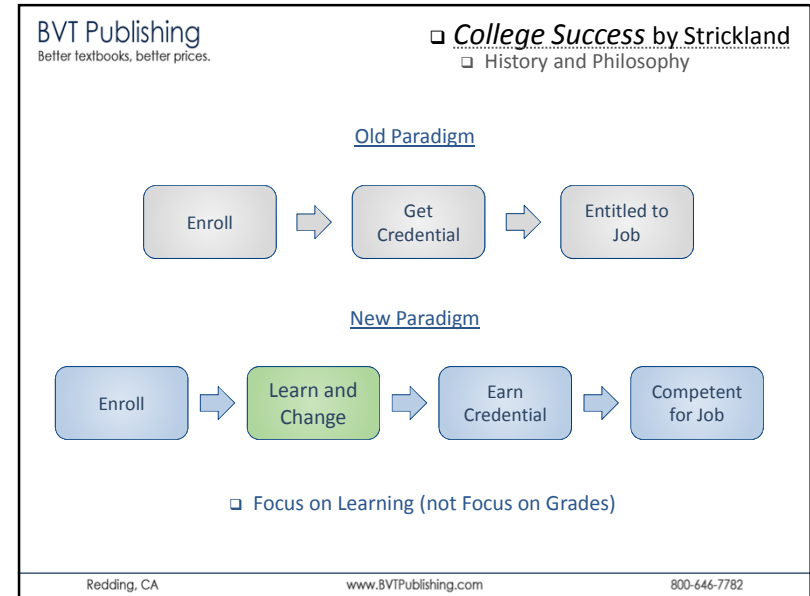 BVT Publishing
Better textbooks, better prices.
❑ College Success by Strickland
❑ History and Philosophy
Old Paradigm
Enroll
Get
Credential
Entitled to
Job
New Paradigm
Enroll
Learn and
Change
Earn
Credential
Competent
for Job
❑ Focus on Learning (not Focus on Grades)
Redding, CA
www.BVTPublishing.com
800-646-7782